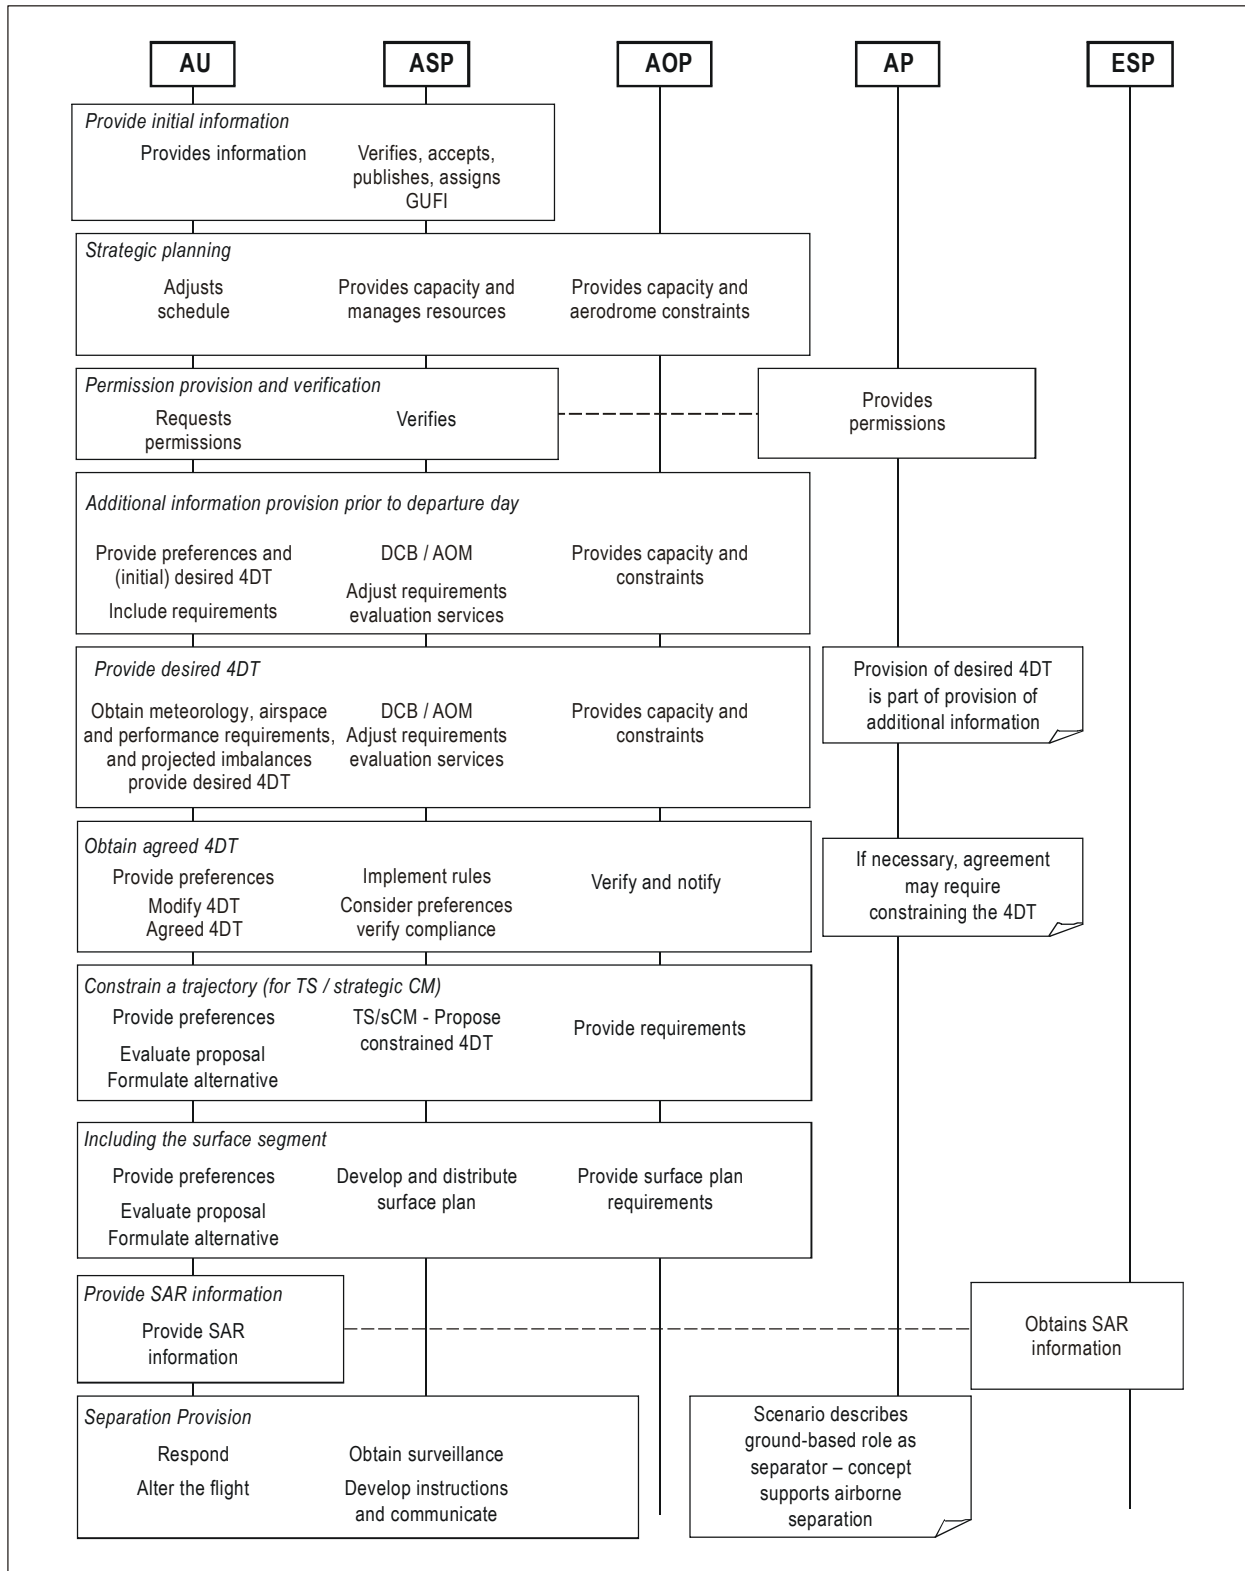 AU
ASP
AOP
AP
ESP
Provide initial information
Provides information
Verifies, accepts,
publishes, assigns
GUFI
Strategic planning
Adjusts
schedule
Provides capacity and
manages resources
Provides capacity and
aerodrome constraints
Permission provision and verification
Requests
permissions
Verifies
Provides
permissions
Additional information provision prior to departure day
Provide preferences and
(initial) desired 4DT
Include requirements
DCB / AOM
Adjust requirements
evaluation services
Provides capacity and
constraints
Provide desired 4DT
Obtain meteorology, airspace
and performance requirements,
and projected imbalances
provide desired 4DT
DCB / AOM
Adjust requirements
evaluation services
Provides capacity and
constraints
Provision of desired 4DT
is part of provision of
additional information
Obtain agreed 4DT
Provide preferences
Modify 4DT
Agreed 4DT
Implement rules
Consider preferences
verify compliance
Verify and notify
If necessary, agreement
may require
constraining the 4DT
Constrain a trajectory (for TS / strategic CM)
Provide preferences
Evaluate proposal
Formulate alternative
TS/sCM - Propose
constrained 4DT
Provide requirements
Including the surface segment
Provide preferences
Evaluate proposal
Formulate alternative
Develop and distribute
surface plan
Provide surface plan
requirements
Provide SAR information
Provide SAR
information
Obtains SAR
information
Separation Provision
Respond
Alter the flight
Obtain surveillance
Develop instructions
and communicate
Scenario describes
ground-based role as
separator – concept
supports airborne
separation